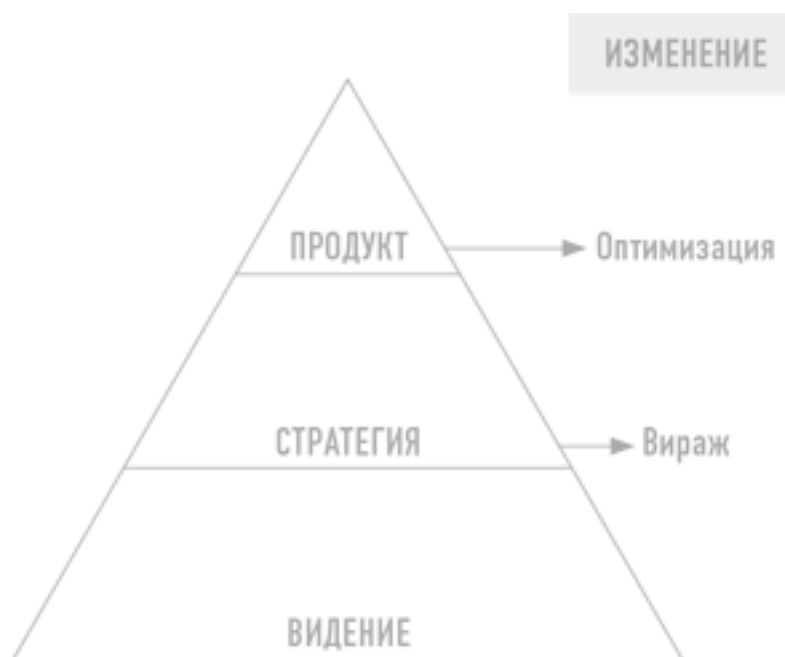 ИЗМЕНЕНИЕ
ПРОДУКТ
Оптимизация
СТРАТЕГИЯ
Вираж
ВИДЕНИЕ